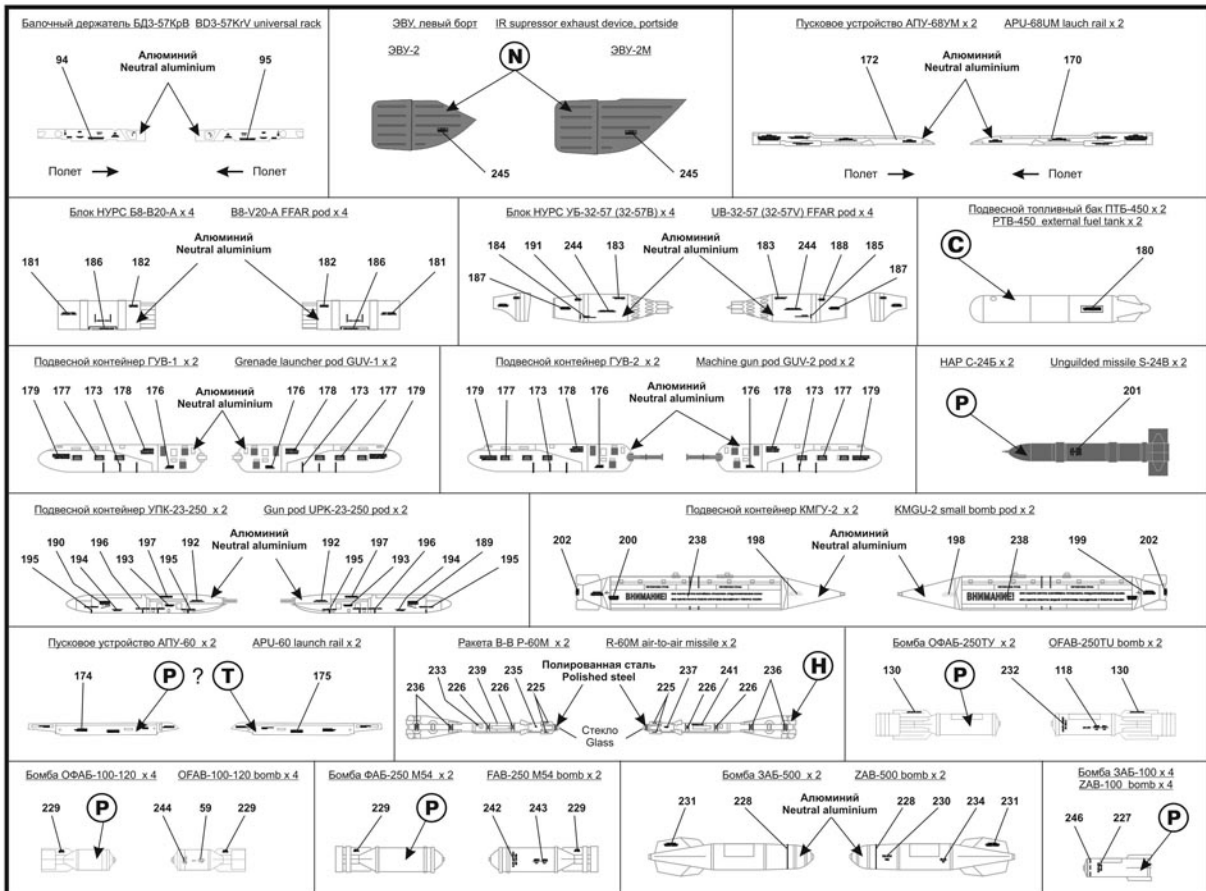 Балочный держатель БДЗ-57КрВ BD3-57KrV universal rack
Алюминий
Neutral aluminium
94 95
Полет Полет
ЭВУ, левый борт IR supressor exhaust device, portside
ЭВУ-2 N ЭВУ-2М
245 245
Пусковое устройство АПУ-68УМ x 2 APU-68UM lauch rail x 2
Алюминий
Neutral aluminium
172 170
Полет Полет
Блок НУРС Б8-В20-А x 4 B8-V20-A FFAR pod x 4
Алюминий
Neutral aluminium
181 186 182 182 186 181
Блок НУРС УБ-32-57 (32-57В) x 4 UB-32-57 (32-57V) FFAR pod x 4
Алюминий
Neutral aluminium
184 191 244 183 183 244 188 185
187 187
Подвесной топливный бак ПТБ-450 x 2
PTB-450 external fuel tank x 2
C 180
Подвесной контейнер ГУВ-1 x 2 Grenade launcher pod GUV-1 x 2
Алюминий
Neutral aluminium
179 177 173 178 176 176 178 173 177 179
Подвесной контейнер ГУВ-2 x 2 Machine gun pod GUV-2 pod x 2
Алюминий
Neutral aluminium
179 177 173 178 176 176 178 173 177 179
НАР С-24Б x 2 Unguilded missile S-24B x 2
P 201
Подвесной контейнер УПК-23-250 x 2 Gun pod UPK-23-250 pod x 2
Алюминий
Neutral aluminium
190 196 197 192 192 197 196 189
195 194 193 195 195 195 193 194 195
Подвесной контейнер КМГУ-2 x 2 KMGU-2 small bomb pod x 2
Алюминий
Neutral aluminium
202 200 238 198 198 238 199 202
ВНИМАНИЕ! ВНИМАНИЕ!
Пусковое устройство АПУ-60 x 2 APU-60 launch rail x 2
174 P ? T 175
Ракета В-В Р-60М x 2 R-60M air-to-air missile x 2
Полированная сталь
Polished steel
H
233 239 235 237 241 236
236 226 226 225 225 226 226
Стекло
Glass
Бомба ОФАБ-250ТУ x 2 OFAB-250TU bomb x 2
130 P 232 118 130
Бомба ОФАБ-100-120 x 4 OFAB-100-120 bomb x 4
229 P 244 59 229
Бомба ФАБ-250 М54 x 2 FAB-250 M54 bomb x 2
229 P 242 243 229
Бомба ЗАБ-500 x 2 ZAB-500 bomb x 2
Алюминий
Neutral aluminium
231 228 228 230 234 231
Бомба ЗАБ-100 x 4
ZAB-100 bomb x 4
246 227 P